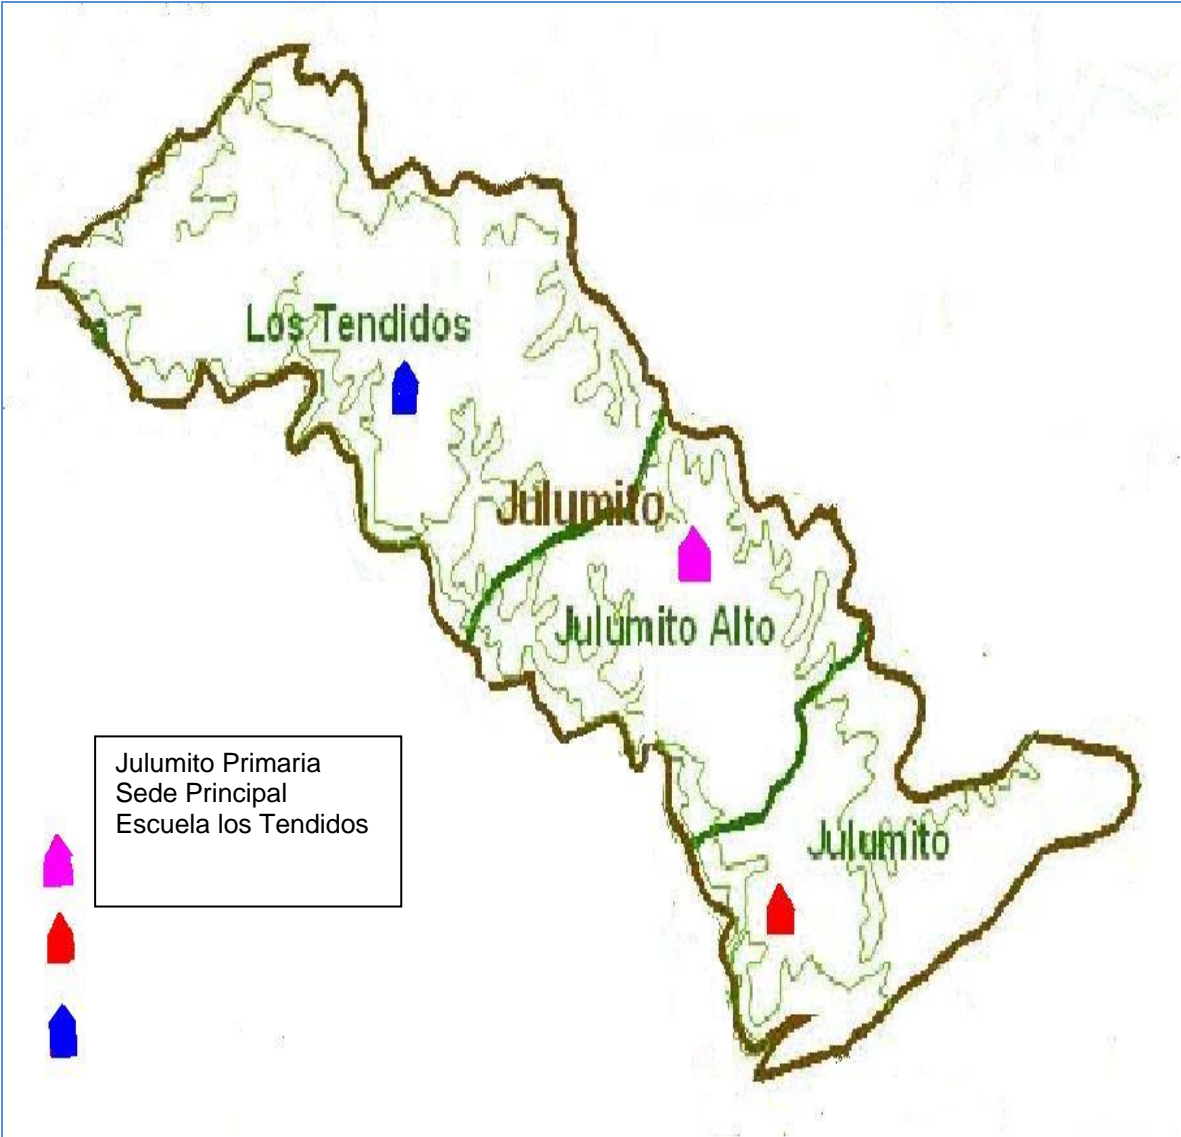 Los Tendidos
Julumito
Julumito Alto
Julumito Primaria
Sede Principal
Escuela los Tendidos
Julumito